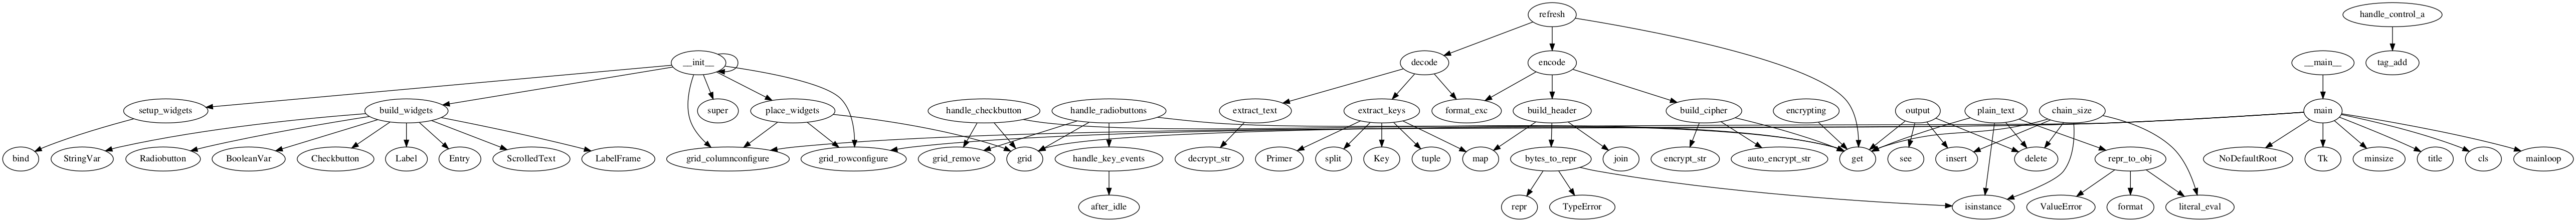 refresh
handle_control_a
__init__
decode
encode
__main__
tag_add
setup_widgets
build_widgets
super
place_widgets
handle_checkbutton
handle_radiobuttons
extract_text
extract_keys
format_exc
build_header
build_cipher
encrypting
output
plain_text
chain_size
main
bind
StringVar
Radiobutton
BooleanVar
Checkbutton
Label
Entry
ScrolledText
LabelFrame
grid_columnconfigure
grid_rowconfigure
grid_remove
grid
handle_key_events
decrypt_str
Primer
split
Key
tuple
map
bytes_to_repr
join
encrypt_str
auto_encrypt_str
get
see
insert
delete
repr_to_obj
NoDefaultRoot
Tk
minsize
title
cls
mainloop
after_idle
repr
TypeError
isinstance
ValueError
format
literal_eval